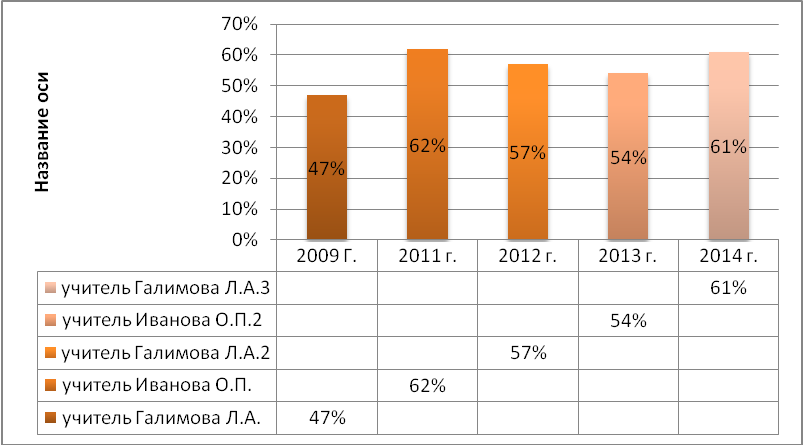 70%
60%
50%
40%
30%
20%
10%
0%
Название оси
47%
62%
57%
54%
61%
2009 Г. 2011 г. 2012 г. 2013 г. 2014 г.
учитель Галимова Л.А.3 61%
учитель Иванова О.П.2 54%
учитель Галимова Л.А.2 57%
учитель Иванова О.П. 62%
учитель Галимова Л.А. 47%